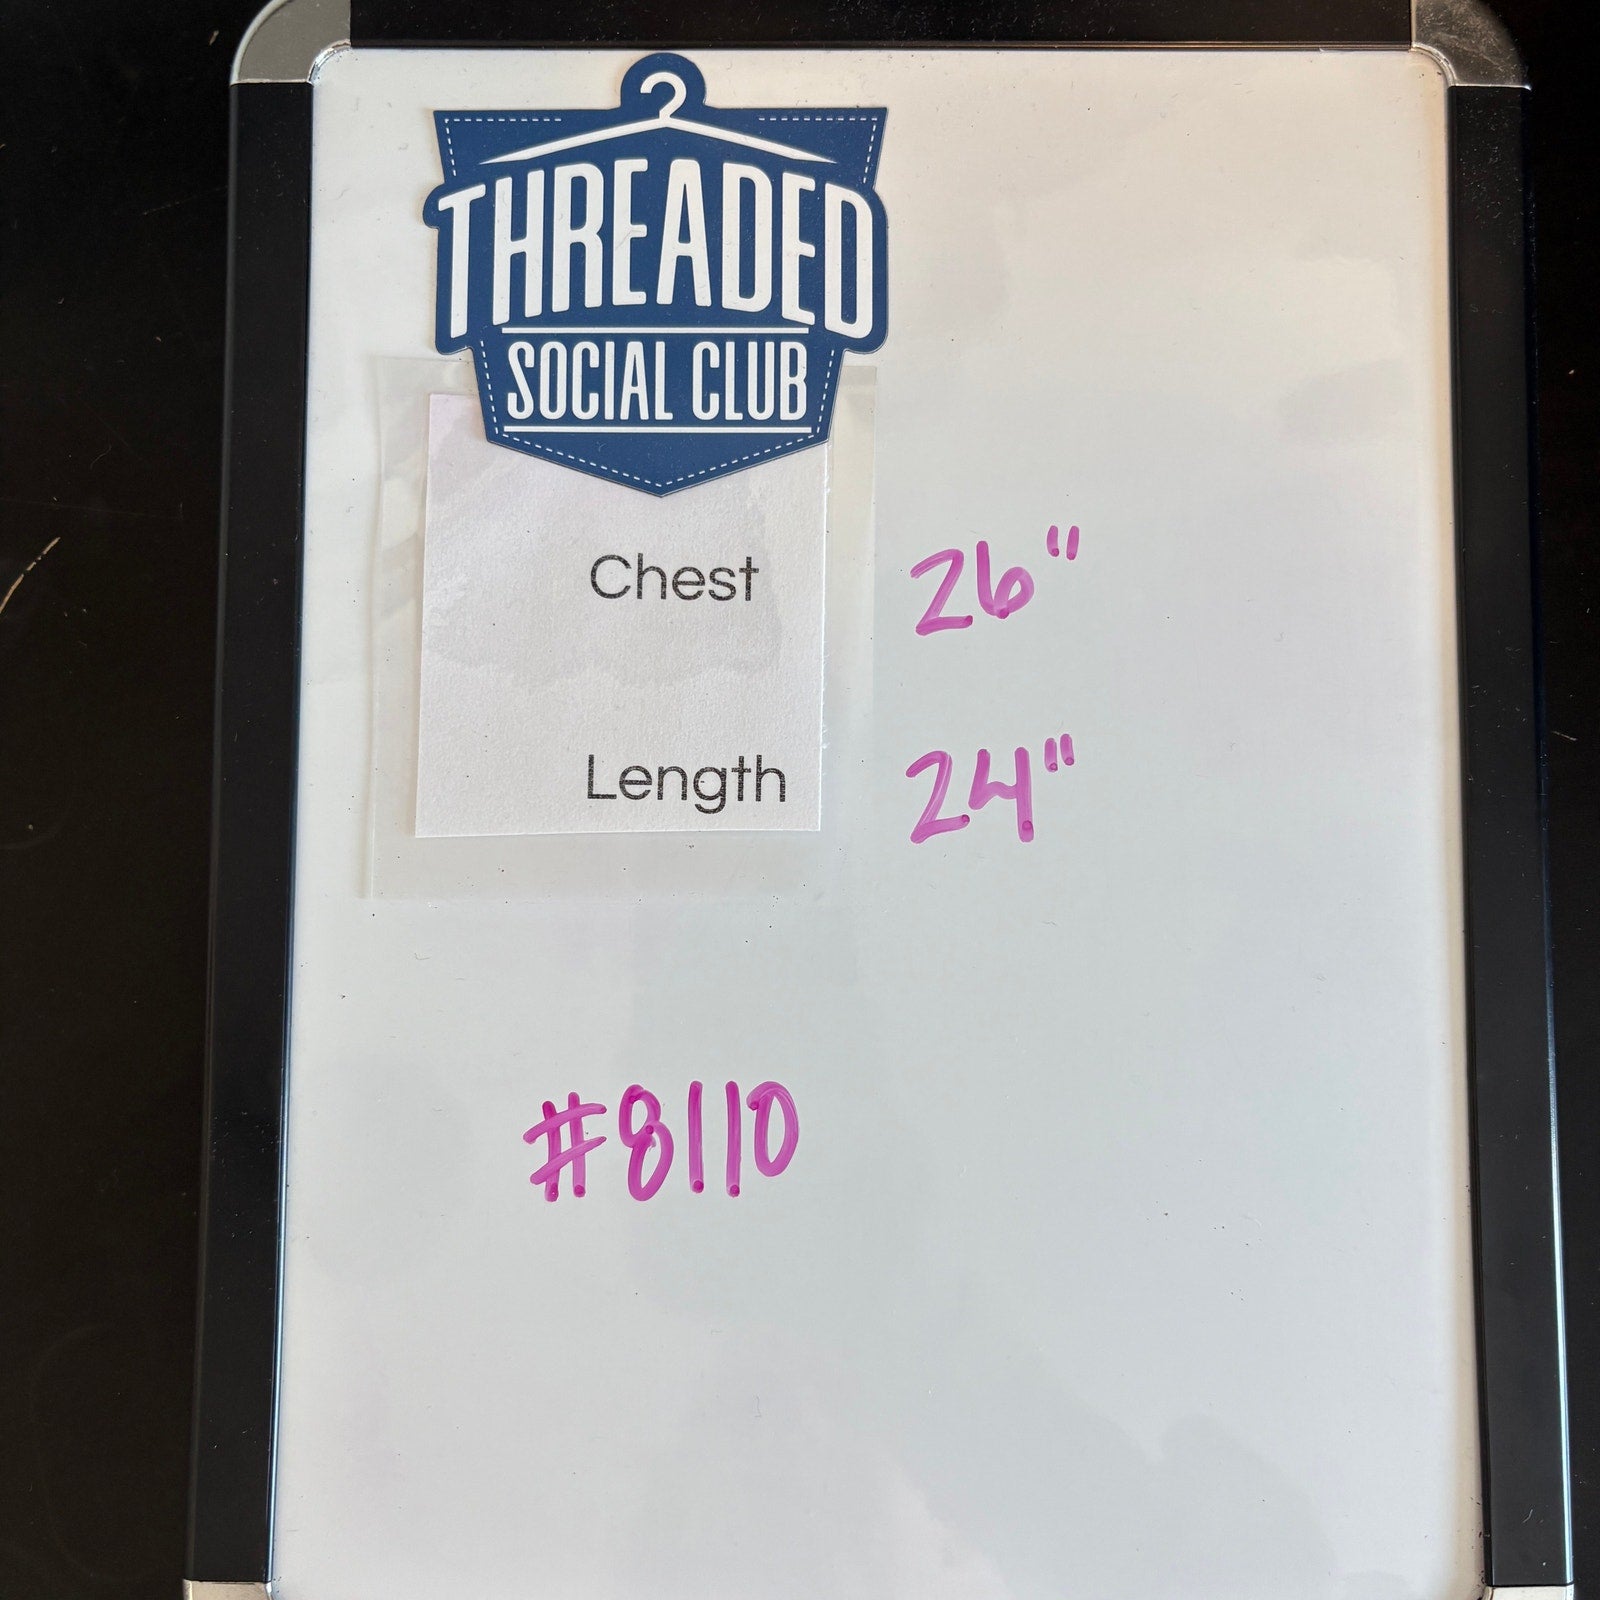 THREADED
SOCIAL CLUB
Chest 26"
Length 24"
#8110